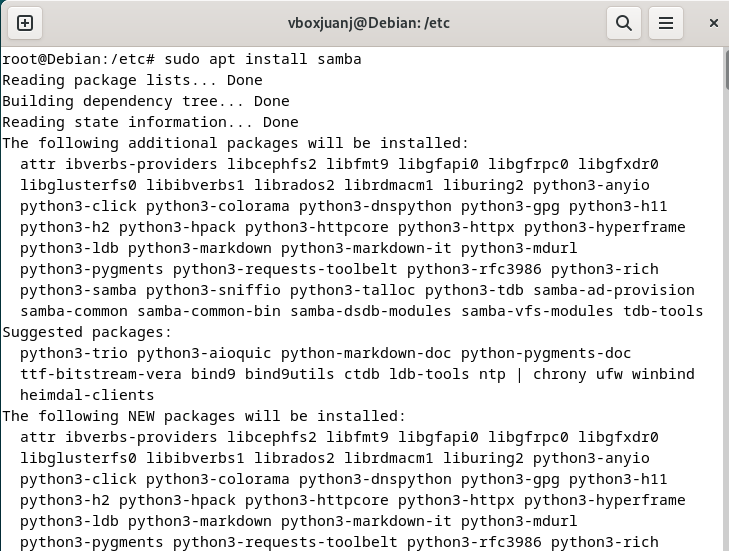 vboxjuanj@Debian: /etc
root@Debian:/etc# sudo apt install samba
Reading package lists... Done
Building dependency tree... Done
Reading state information... Done
The following additional packages will be installed:
  attr ibverbs-providers libcephfs2 libfmt9 libgfapi0 libgfrpc0 libgfxdr0
  libglusterfs0 libibverbs1 librados2 librdmacm1 liburing2 python3-anyio
  python3-click python3-colorama python3-dnspython python3-gpg python3-h11
  python3-h2 python3-hpack python3-httpcore python3-httpx python3-hyperframe
  python3-ldb python3-markdown python3-markdown-it python3-mdurl
  python3-pygments python3-requests-toolbelt python3-rfc3986 python3-rich
  python3-samba python3-sniffio python3-talloc python3-tdb samba-ad-provision
  samba-common samba-common-bin samba-dsdb-modules samba-vfs-modules tdb-tools
Suggested packages:
  python3-trio python3-aioquic python-markdown-doc python-pygments-doc
  ttf-bitstream-vera bind9 bind9utils ctdb ldb-tools ntp | chrony ufw winbind
  heimdal-clients
The following NEW packages will be installed:
  attr ibverbs-providers libcephfs2 libfmt9 libgfapi0 libgfrpc0 libgfxdr0
  libglusterfs0 libibverbs1 librados2 librdmacm1 liburing2 python3-anyio
  python3-click python3-colorama python3-dnspython python3-gpg python3-h11
  python3-h2 python3-hpack python3-httpcore python3-httpx python3-hyperframe
  python3-ldb python3-markdown python3-markdown-it python3-mdurl
  python3-pygments python3-requests-toolbelt python3-rfc3986 python3-rich